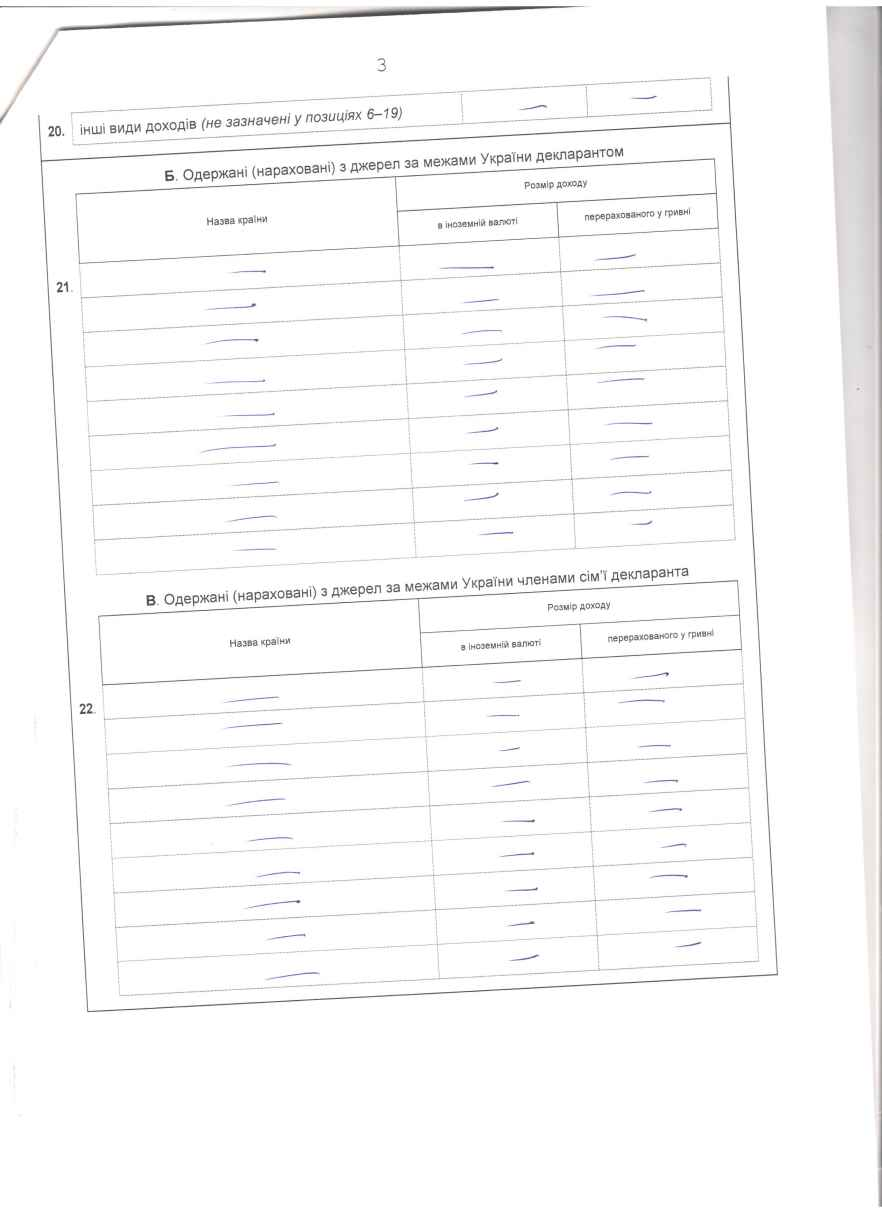 3
20. інші види доходів (не зазначені у позиціях 6–19) — —
Б. Одержані (нараховані) з джерел за межами України декларантом
Назва країни
Розмір доходу
в іноземній валюті
перерахованого у гривні
21.
— — —
— — —
— — —
— — —
— — —
— — —
— — —
— — —
— — —
В. Одержані (нараховані) з джерел за межами України членами сім'ї декларанта
Назва країни
Розмір доходу
в іноземній валюті
перерахованого у гривні
22.
— — —
— — —
— — —
— — —
— — —
— — —
— — —
— — —
— — —